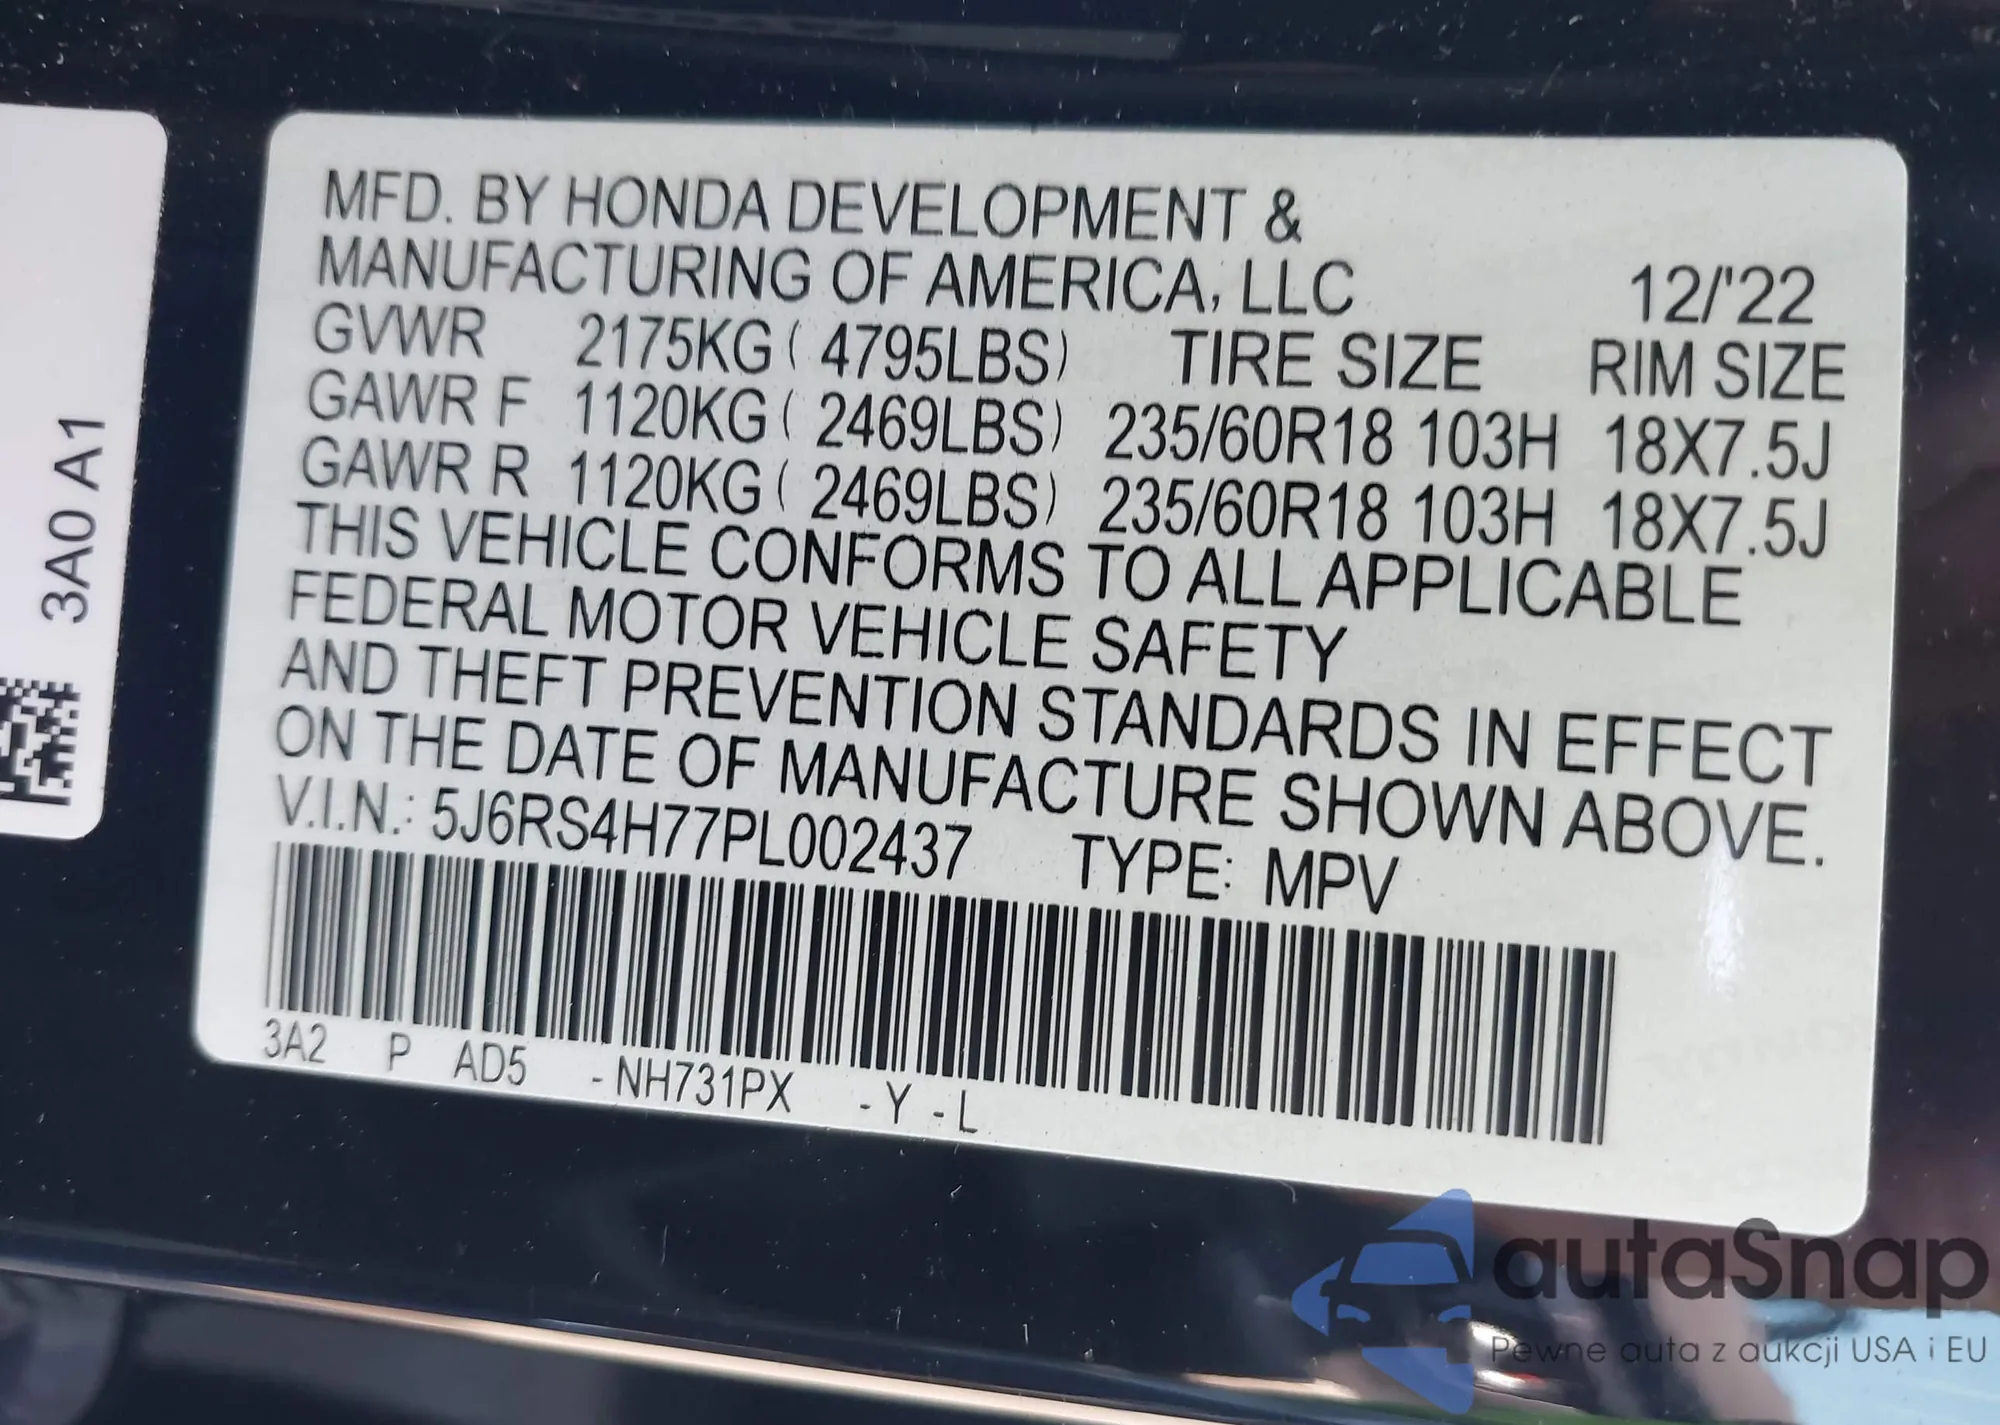 MFD. BY HONDA DEVELOPMENT &
MANUFACTURING OF AMERICA, LLC 12/'22
GVWR 2175KG ( 4795LBS) TIRE SIZE RIM SIZE
GAWR F 1120KG ( 2469LBS) 235/60R18 103H 18X7.5J
GAWR R 1120KG ( 2469LBS) 235/60R18 103H 18X7.5J
THIS VEHICLE CONFORMS TO ALL APPLICABLE
FEDERAL MOTOR VEHICLE SAFETY
AND THEFT PREVENTION STANDARDS IN EFFECT
ON THE DATE OF MANUFACTURE SHOWN ABOVE.
V.I.N.: 5J6RS4H77PL002437 TYPE: MPV
3A2 P AD5 -NH731PX -Y -L
3A0 A1
autaSnap
Pewne auta z aukcji USA i EU